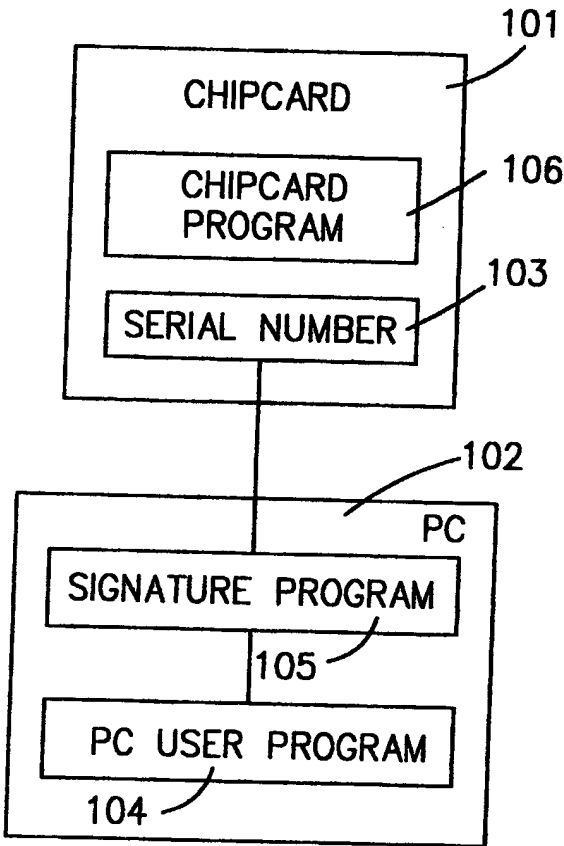 101
CHIPCARD
CHIPCARD
PROGRAM
106
103
SERIAL NUMBER
102
PC
SIGNATURE PROGRAM
105
PC USER PROGRAM
104